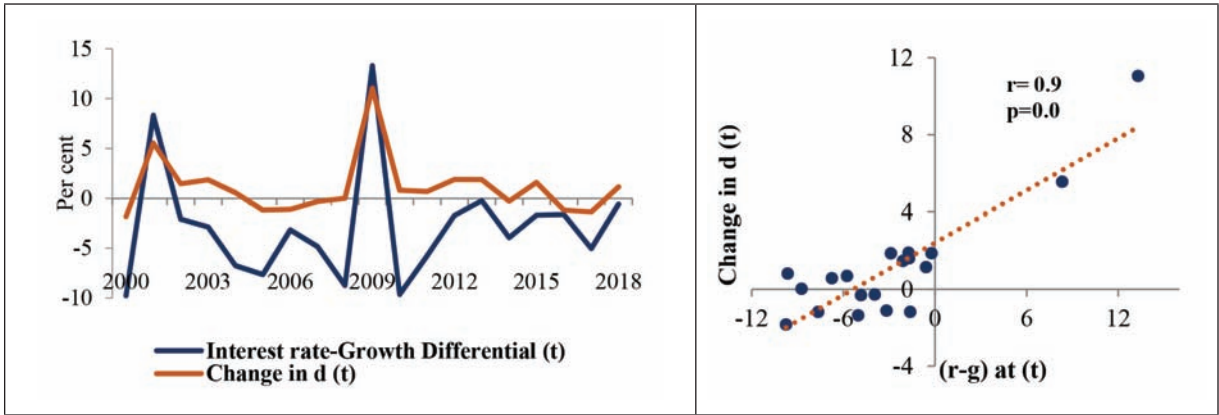 15
10
5
0
-5
-10
Per cent
2000 2003 2006 2009 2012 2015 2018
Interest rate-Growth Differential (t)
Change in d (t)
12
8
4
0
-4
-12 -6 0 6 12
Change in d (t)
r= 0.9
p=0.0
(r-g) at (t)